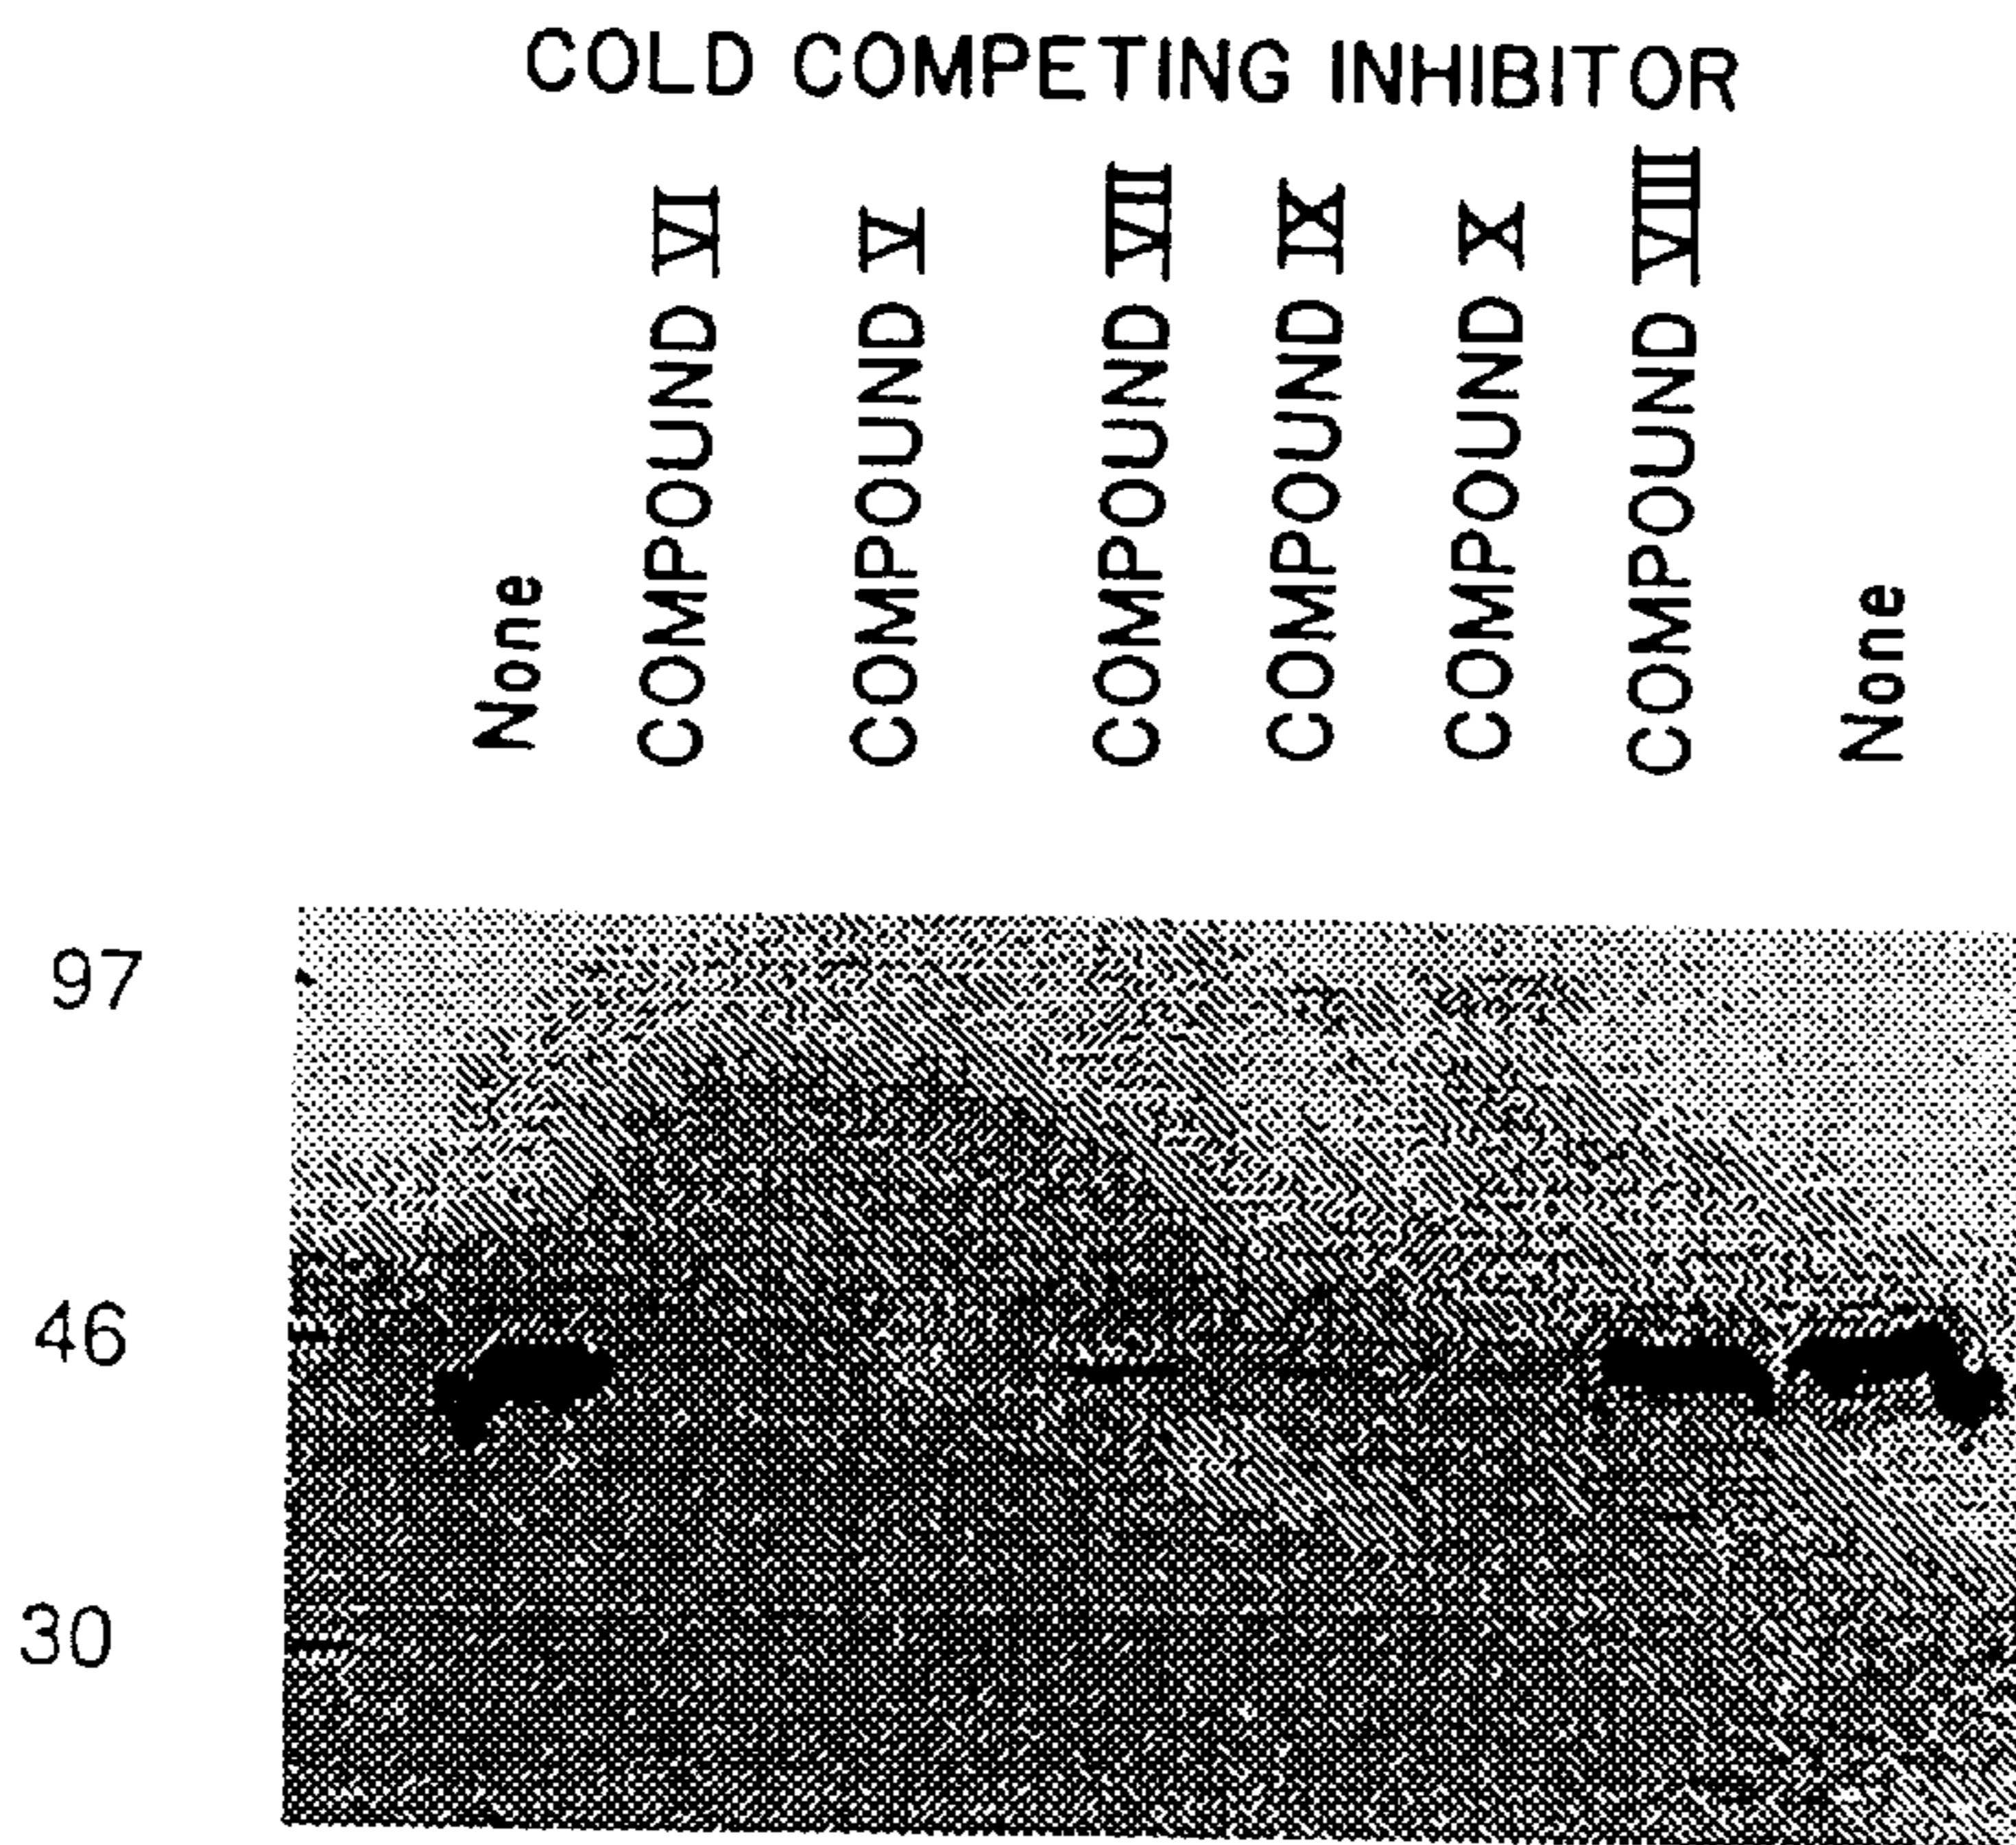 COLD COMPETING INHIBITOR
None
COMPOUND VI
COMPOUND V
COMPOUND VII
COMPOUND IX
COMPOUND X
COMPOUND VIII
None
97
46
30